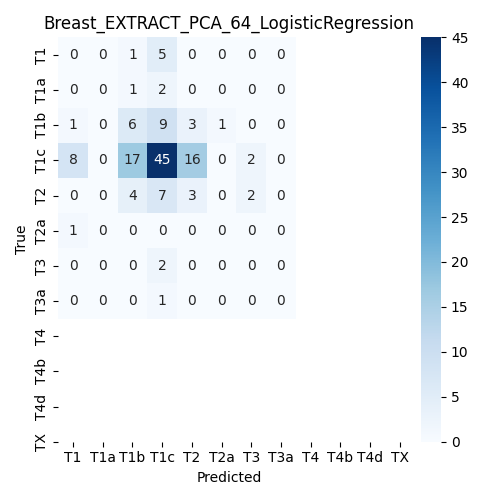 Breast_EXTRACT_PCA_64_LogisticRegression
T1 0 0 1 5 0 0 0 0
T1a 0 0 1 2 0 0 0 0
T1b 1 0 6 9 3 1 0 0
T1c 8 0 17 45 16 0 2 0
T2 0 0 4 7 3 0 2 0
T2a 1 0 0 0 0 0 0 0
T3 0 0 0 2 0 0 0 0
T3a 0 0 0 1 0 0 0 0
T4
T4b
T4d
TX
T1 T1a T1b T1c T2 T2a T3 T3a T4 T4b T4d TX
Predicted
True
45
40
35
30
25
20
15
10
5
0